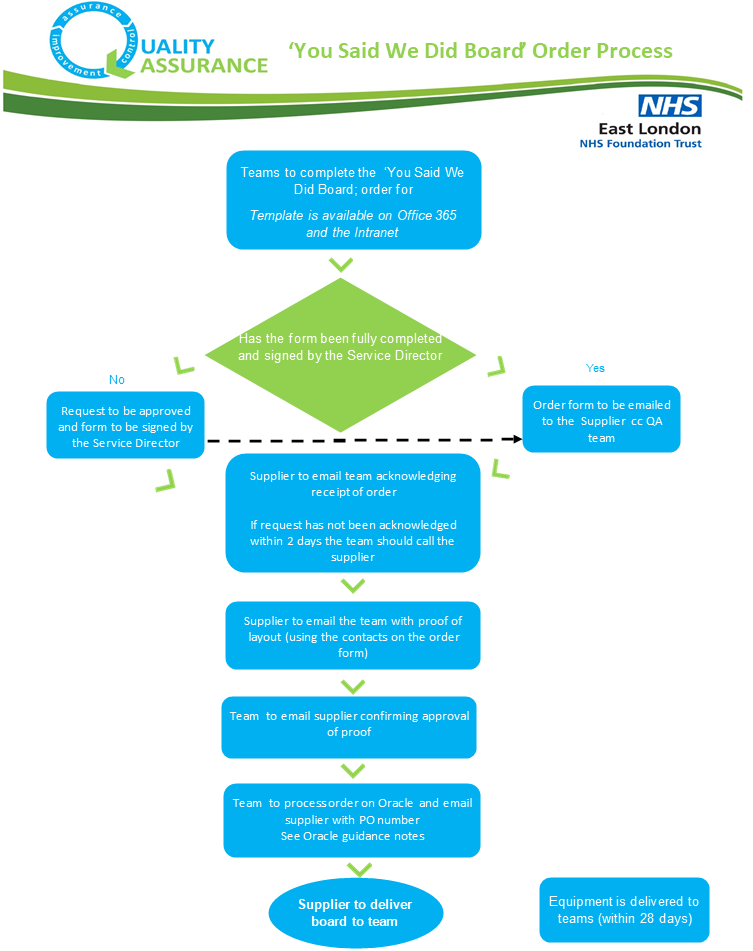 assurance
control
improvement
QUALITY
ASSURANCE
‘You Said We Did Board’ Order Process
NHS
East London
NHS Foundation Trust
Teams to complete the ‘You Said We
Did Board; order for
Template is available on Office 365
and the Intranet
Has the form been fully completed
and signed by the Service Director
No
Yes
Request to be approved
and form to be signed by
the Service Director
Order form to be emailed
to the Supplier cc QA
team
Supplier to email team acknowledging
receipt of order
If request has not been acknowledged
within 2 days the team should call the
supplier
Supplier to email the team with proof of
layout (using the contacts on the order
form)
Team to email supplier confirming approval
of proof
Team to process order on Oracle and email
supplier with PO number
See Oracle guidance notes
Supplier to deliver
board to team
Equipment is delivered to
teams (within 28 days)